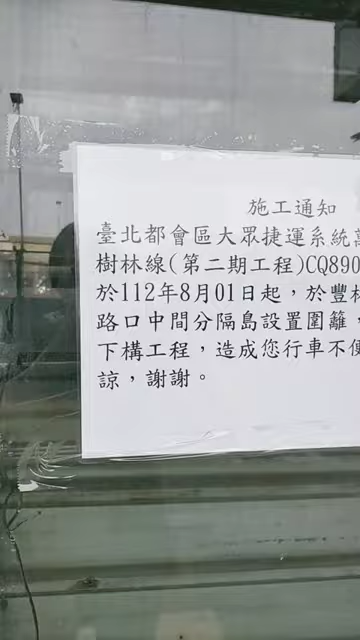 施工通知
臺北都會區大眾捷運系統萬
樹林線(第二期工程)CQ890
於112年8月01日起，於豐林
路口中間分隔島設置圍籬，
下構工程，造成您行車不便
諒，謝謝。